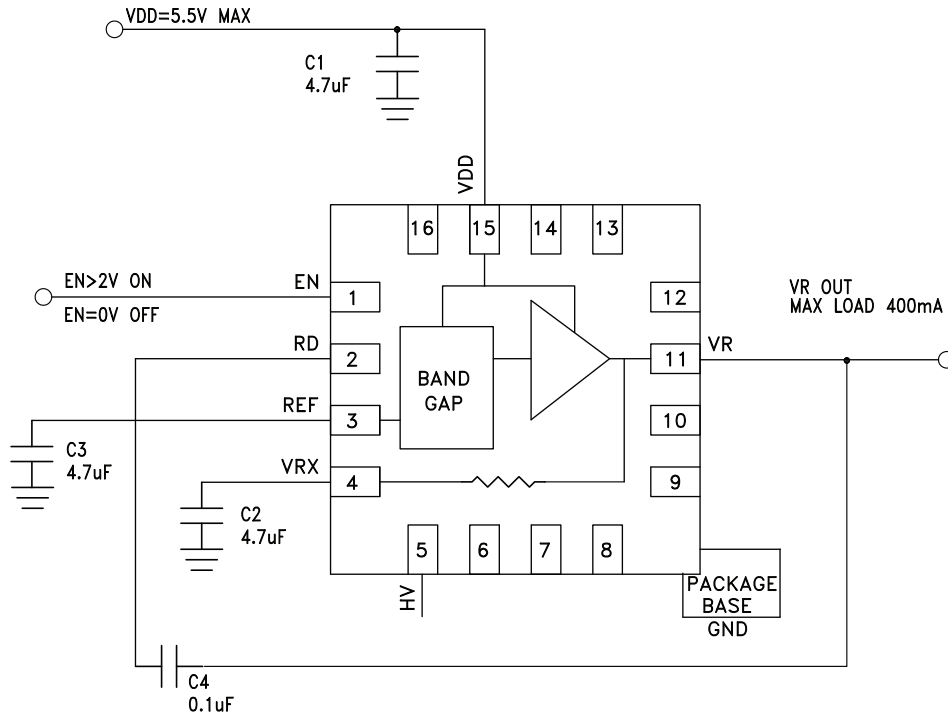 VDD=5.5V MAX
C1
4.7uF
VDD
16
15
14
13
EN>2V ON
EN=0V OFF
EN
1
12
VR OUT
MAX LOAD 400mA
RD
2
11
VR
BAND
GAP
REF
3
10
C3
4.7uF
VRX
4
9
C2
4.7uF
5
6
7
8
HV
PACKAGE
BASE
GND
C4
0.1uF